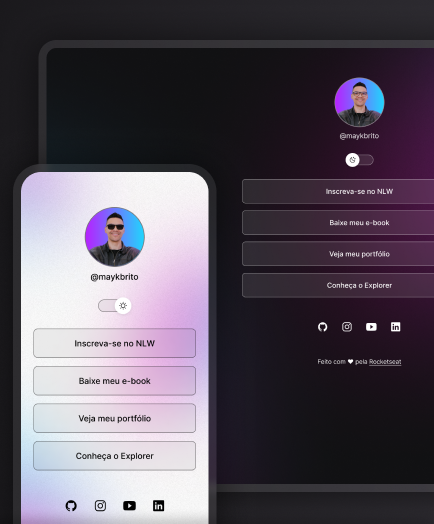 @maykbrito
Inscreva-se no NLW
Baixe meu e-book
Veja meu portfólio
Conheça o Explorer
Feito com ♥ pela Rocketseat
@maykbrito
Inscreva-se no NLW
Baixe meu e-book
Veja meu portfólio
Conheça o Explorer